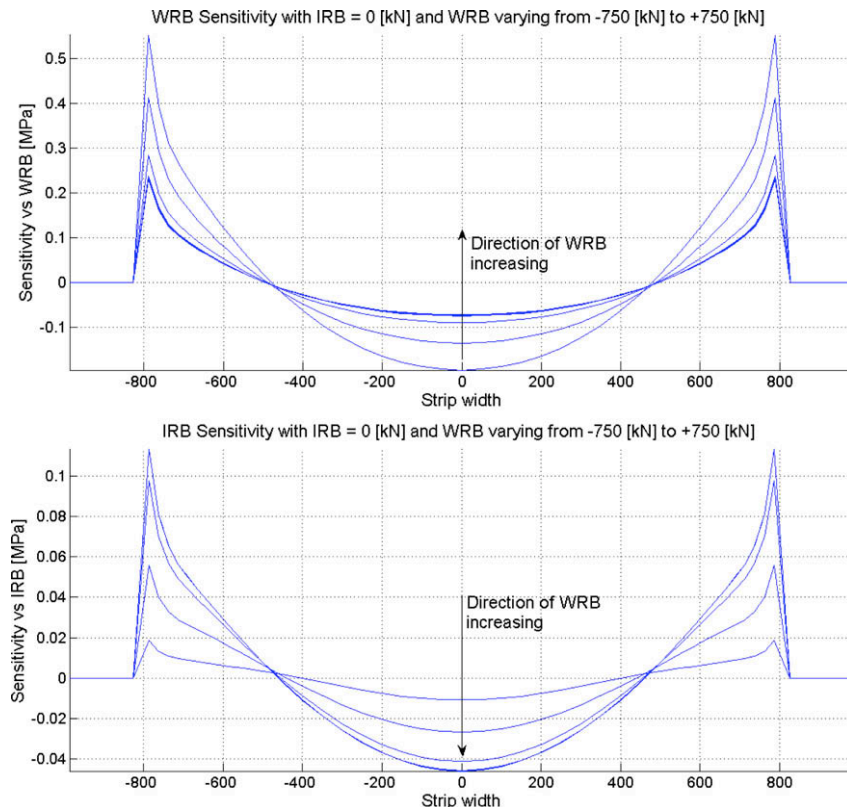 WRB Sensitivity with IRB = 0 [kN] and WRB varying from -750 [kN] to +750 [kN]
Sensitivity vs WRB [MPa]
0.5
0.4
0.3
0.2
0.1
0
-0.1
Direction of WRB
increasing
-800 -600 -400 -200 0 200 400 600 800
Strip width
IRB Sensitivity with IRB = 0 [kN] and WRB varying from -750 [kN] to +750 [kN]
Sensitivity vs IRB [MPa]
0.1
0.08
0.06
0.04
0.02
0
-0.02
-0.04
Direction of WRB
increasing
-800 -600 -400 -200 0 200 400 600 800
Strip width